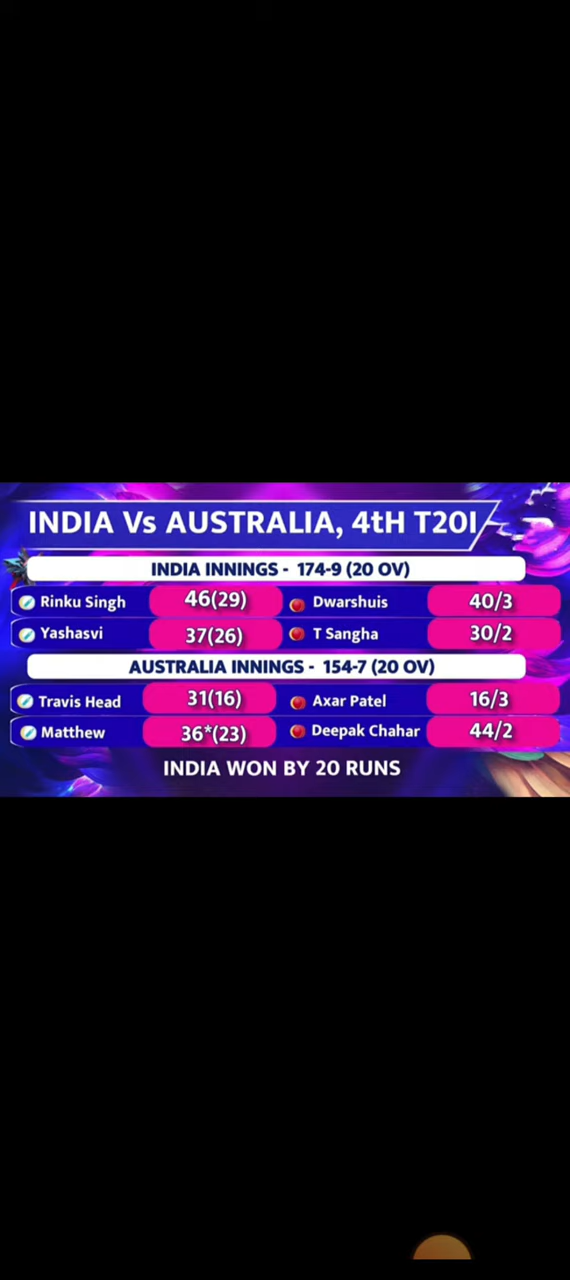 INDIA Vs AUSTRALIA, 4tH T20I
INDIA INNINGS - 174-9 (20 OV)
Rinku Singh 46(29) Dwarshuis 40/3
Yashasvi 37(26) T Sangha 30/2
AUSTRALIA INNINGS - 154-7 (20 OV)
Travis Head 31(16) Axar Patel 16/3
Matthew 36*(23) Deepak Chahar 44/2
INDIA WON BY 20 RUNS